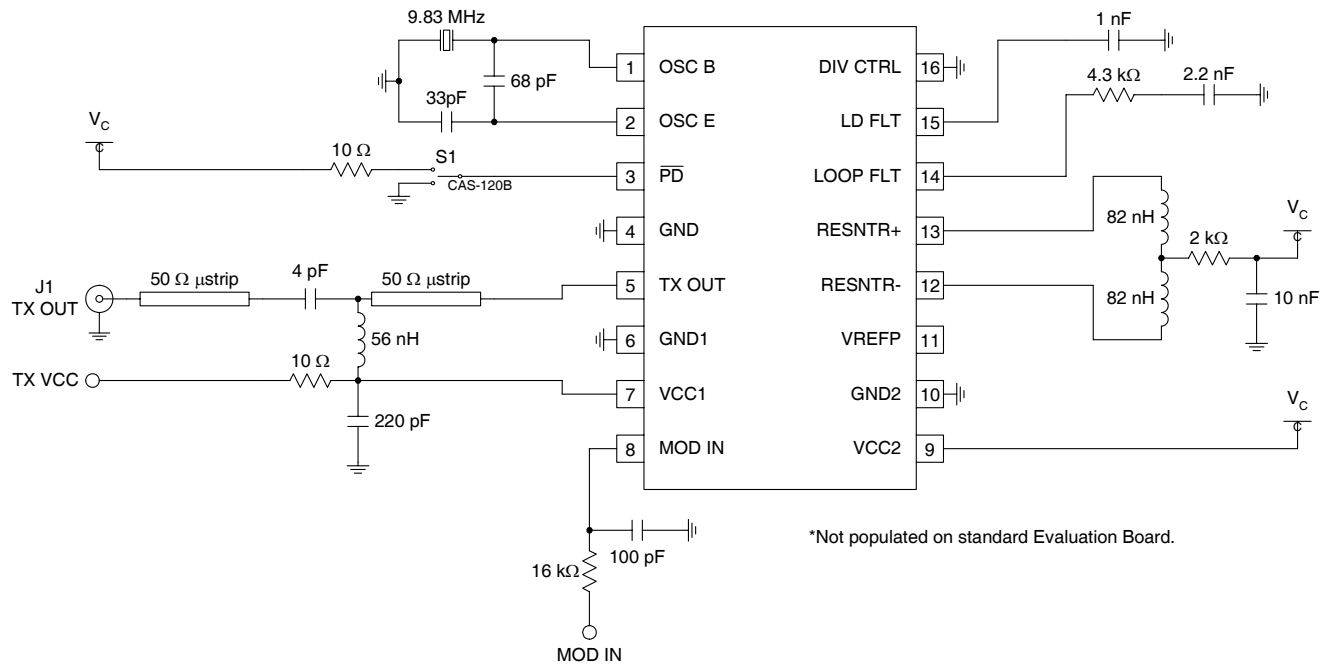 9.83 MHz
68 pF
33pF
V_C
C
10 Ω
S1
CAS-120B
J1
TX OUT
50 Ω μstrip
4 pF
50 Ω μstrip
56 nH
10 Ω
TX VCC
220 pF
1 OSC B
2 OSC E
3 P̅D̅
4 GND
5 TX OUT
6 GND1
7 VCC1
8 MOD IN
DIV CTRL 16
LD FLT 15
LOOP FLT 14
RESNTR+ 13
RESNTR- 12
VREFP 11
GND2 10
VCC2 9
1 nF
4.3 kΩ
2.2 nF
82 nH
82 nH
2 kΩ
V_C
C
10 nF
V_C
C
100 pF
16 kΩ
MOD IN
*Not populated on standard Evaluation Board.